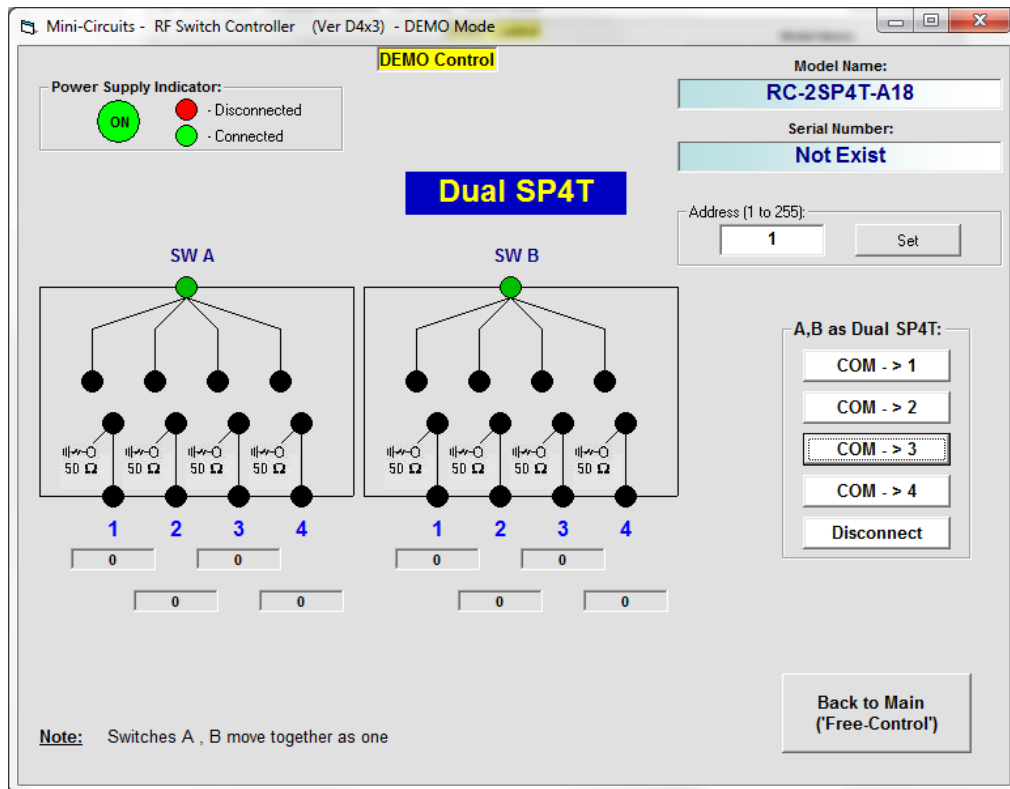 Mini-Circuits - RF Switch Controller (Ver D4x3) - DEMO Mode
DEMO Control
Power Supply Indicator:
ON
- Disconnected
- Connected
Model Name:
RC-2SP4T-A18
Serial Number:
Not Exist
Dual SP4T
Address (1 to 255):
1 Set
SW A SW B
A,B as Dual SP4T:
COM - > 1
COM - > 2
COM - > 3
COM - > 4
Disconnect
50 Ω 50 Ω 50 Ω 50 Ω 50 Ω 50 Ω 50 Ω 50 Ω
1 2 3 4 1 2 3 4
0 0 0 0
0 0 0 0
Back to Main
('Free-Control')
Note: Switches A , B move together as one